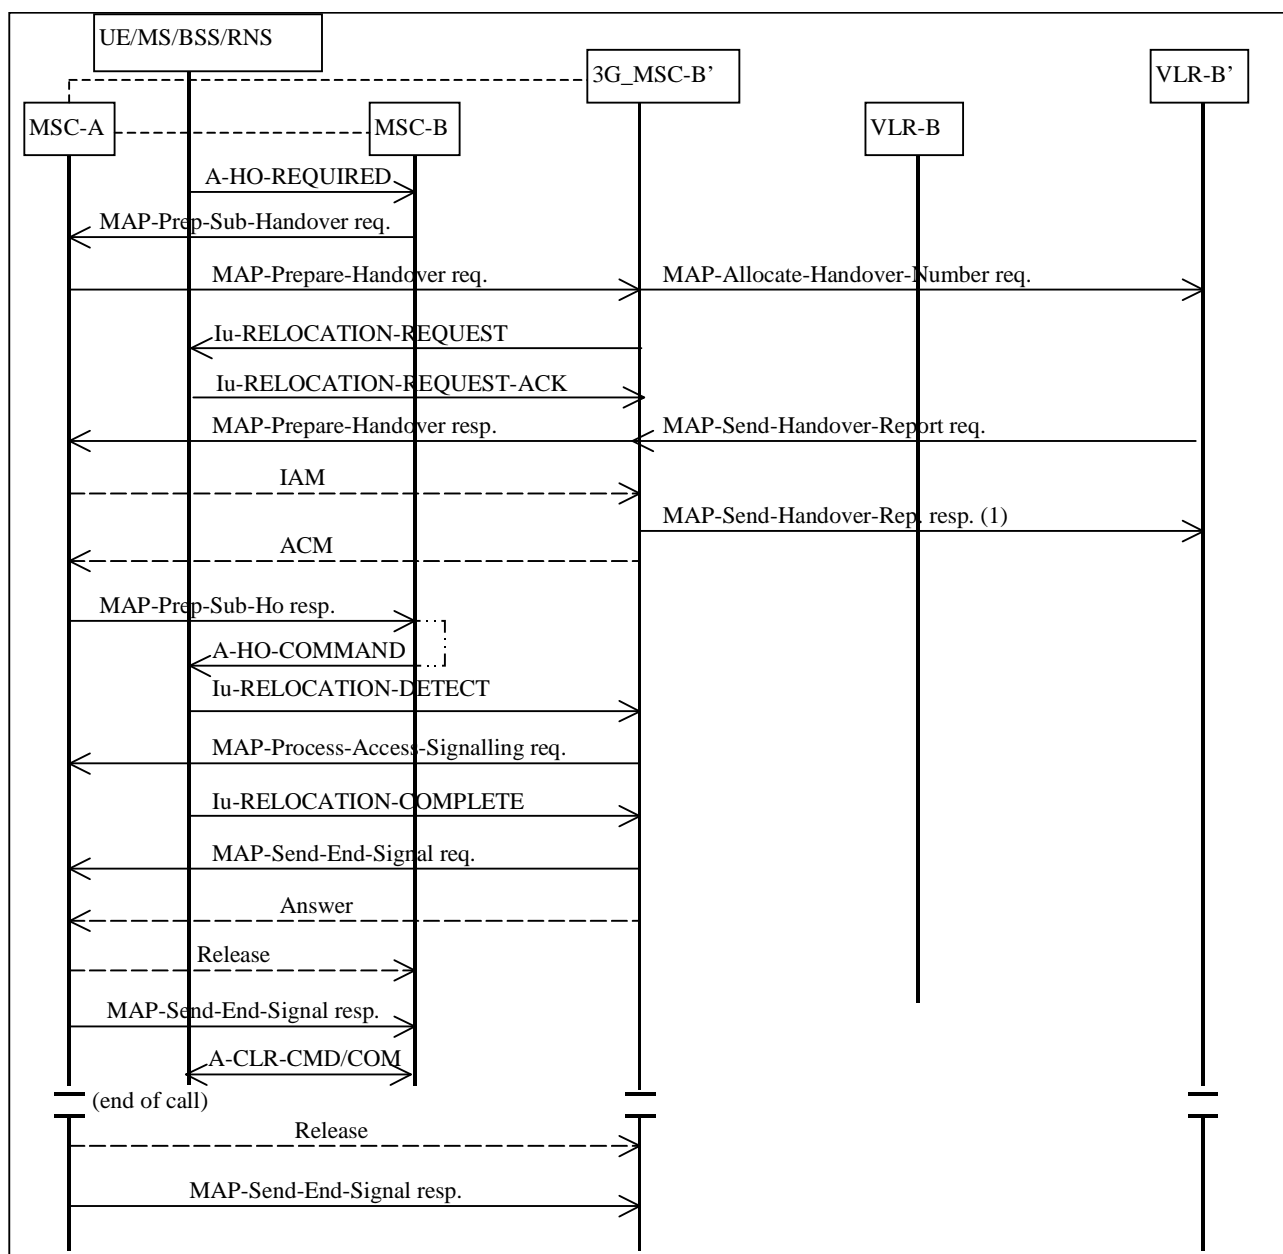 UE/MS/BSS/RNS
3G_MSC-B’
VLR-B’
MSC-A
MSC-B
VLR-B
A-HO-REQUIRED
MAP-Prep-Sub-Handover req.
MAP-Prepare-Handover req.
MAP-Allocate-Handover-Number req.
Iu-RELOCATION-REQUEST
Iu-RELOCATION-REQUEST-ACK
MAP-Prepare-Handover resp.
MAP-Send-Handover-Report req.
IAM
MAP-Send-Handover-Rep. resp. (1)
ACM
MAP-Prep-Sub-Ho resp.
A-HO-COMMAND
Iu-RELOCATION-DETECT
MAP-Process-Access-Signalling req.
Iu-RELOCATION-COMPLETE
MAP-Send-End-Signal req.
Answer
Release
MAP-Send-End-Signal resp.
A-CLR-CMD/COM
(end of call)
Release
MAP-Send-End-Signal resp.